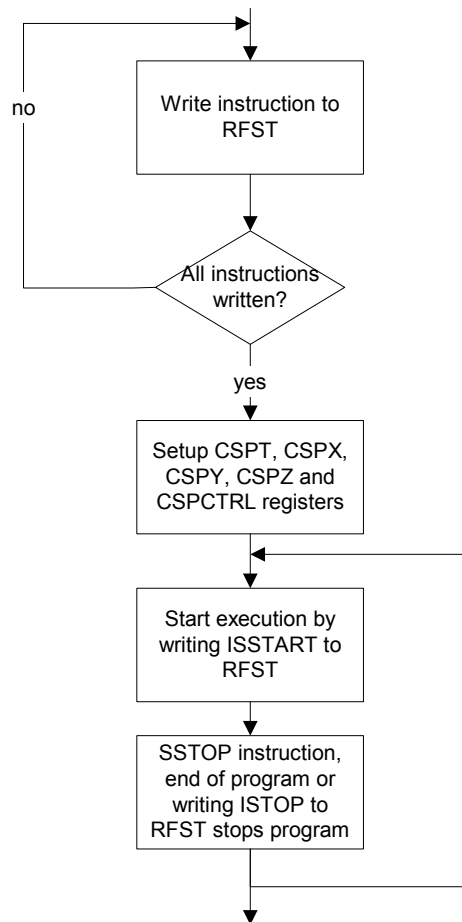 Write instruction to
RFST
no
All instructions
written?
yes
Setup CSPT, CSPX,
CSPY, CSPZ and
CSPCTRL registers
Start execution by
writing ISSTART to
RFST
SSTOP instruction,
end of program or
writing ISTOP to
RFST stops program